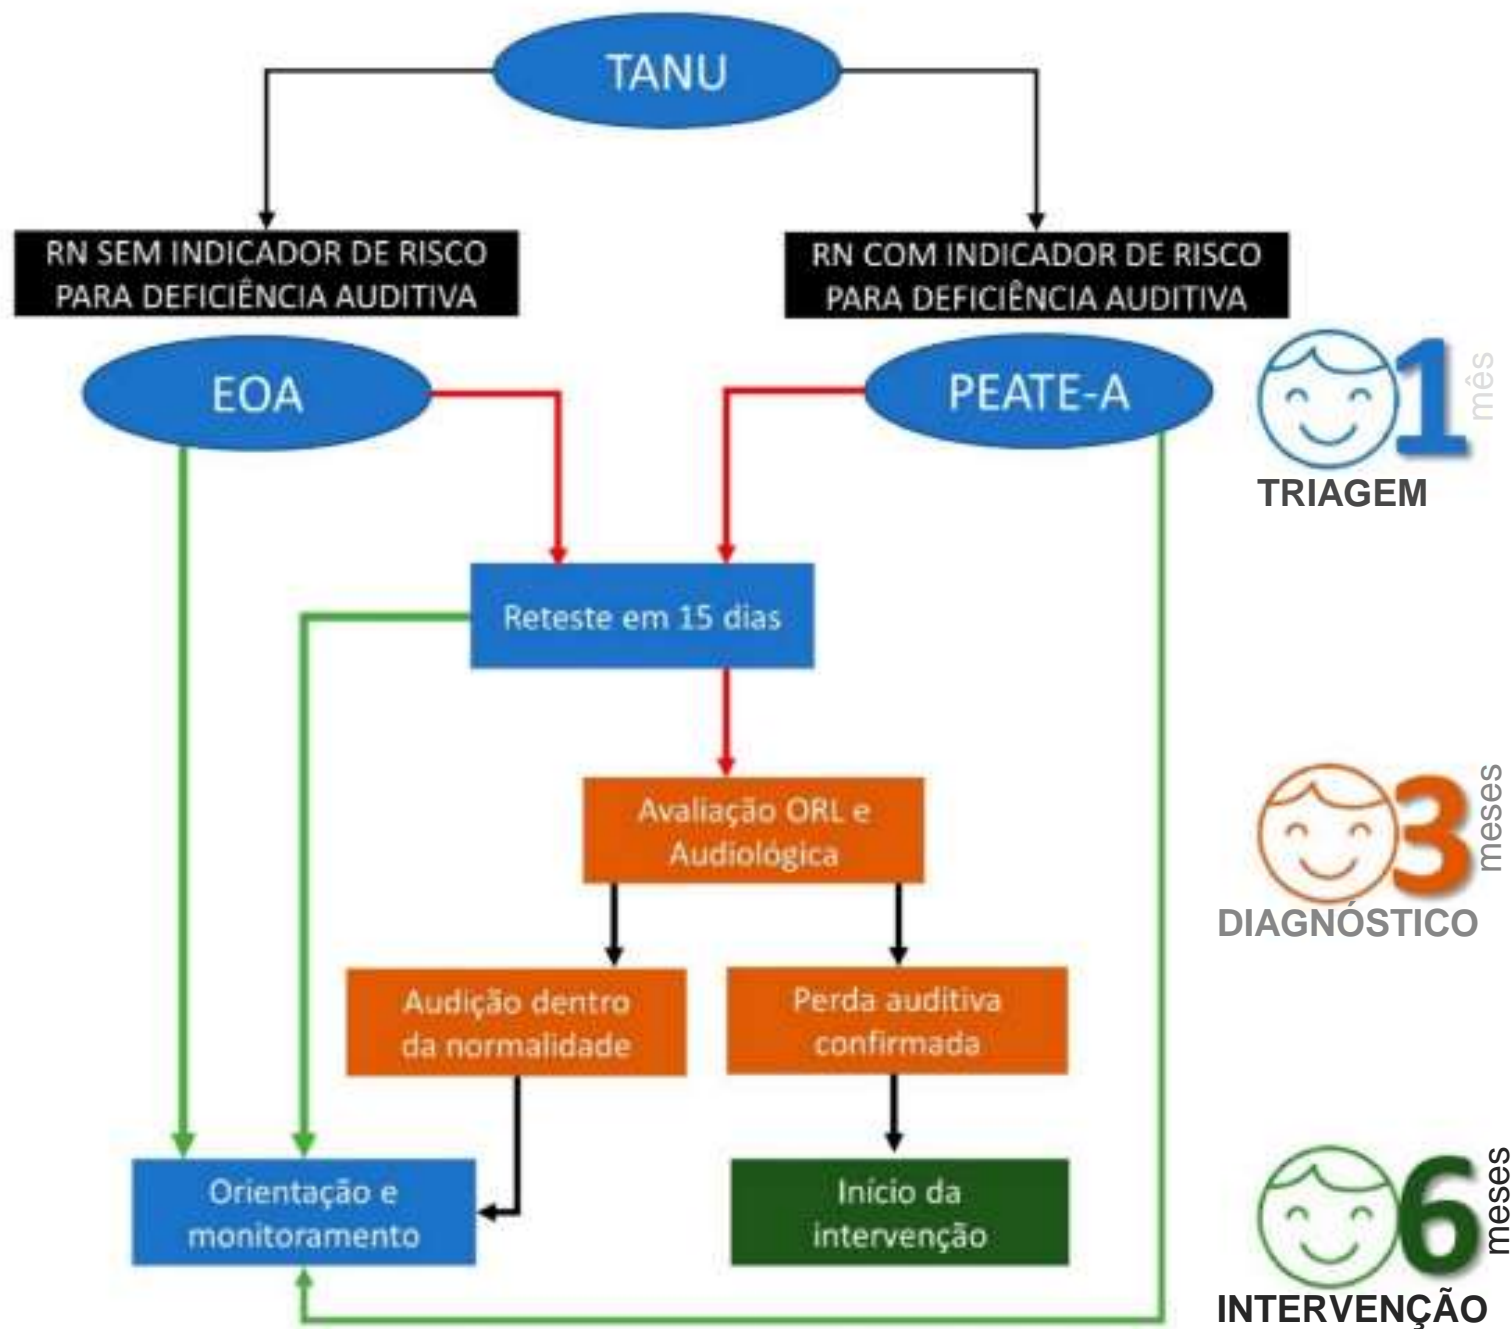 TANU
RN SEM INDICADOR DE RISCO
PARA DEFICIÊNCIA AUDITIVA
RN COM INDICADOR DE RISCO
PARA DEFICIÊNCIA AUDITIVA
EOA
PEATE-A
1
mês
TRIAGEM
Reteste em 15 dias
Avaliação ORL e
Audiológica
3
meses
DIAGNÓSTICO
Audição dentro
da normalidade
Perda auditiva
confirmada
Orientação e
monitoramento
Início da
intervenção
6
meses
INTERVENÇÃO